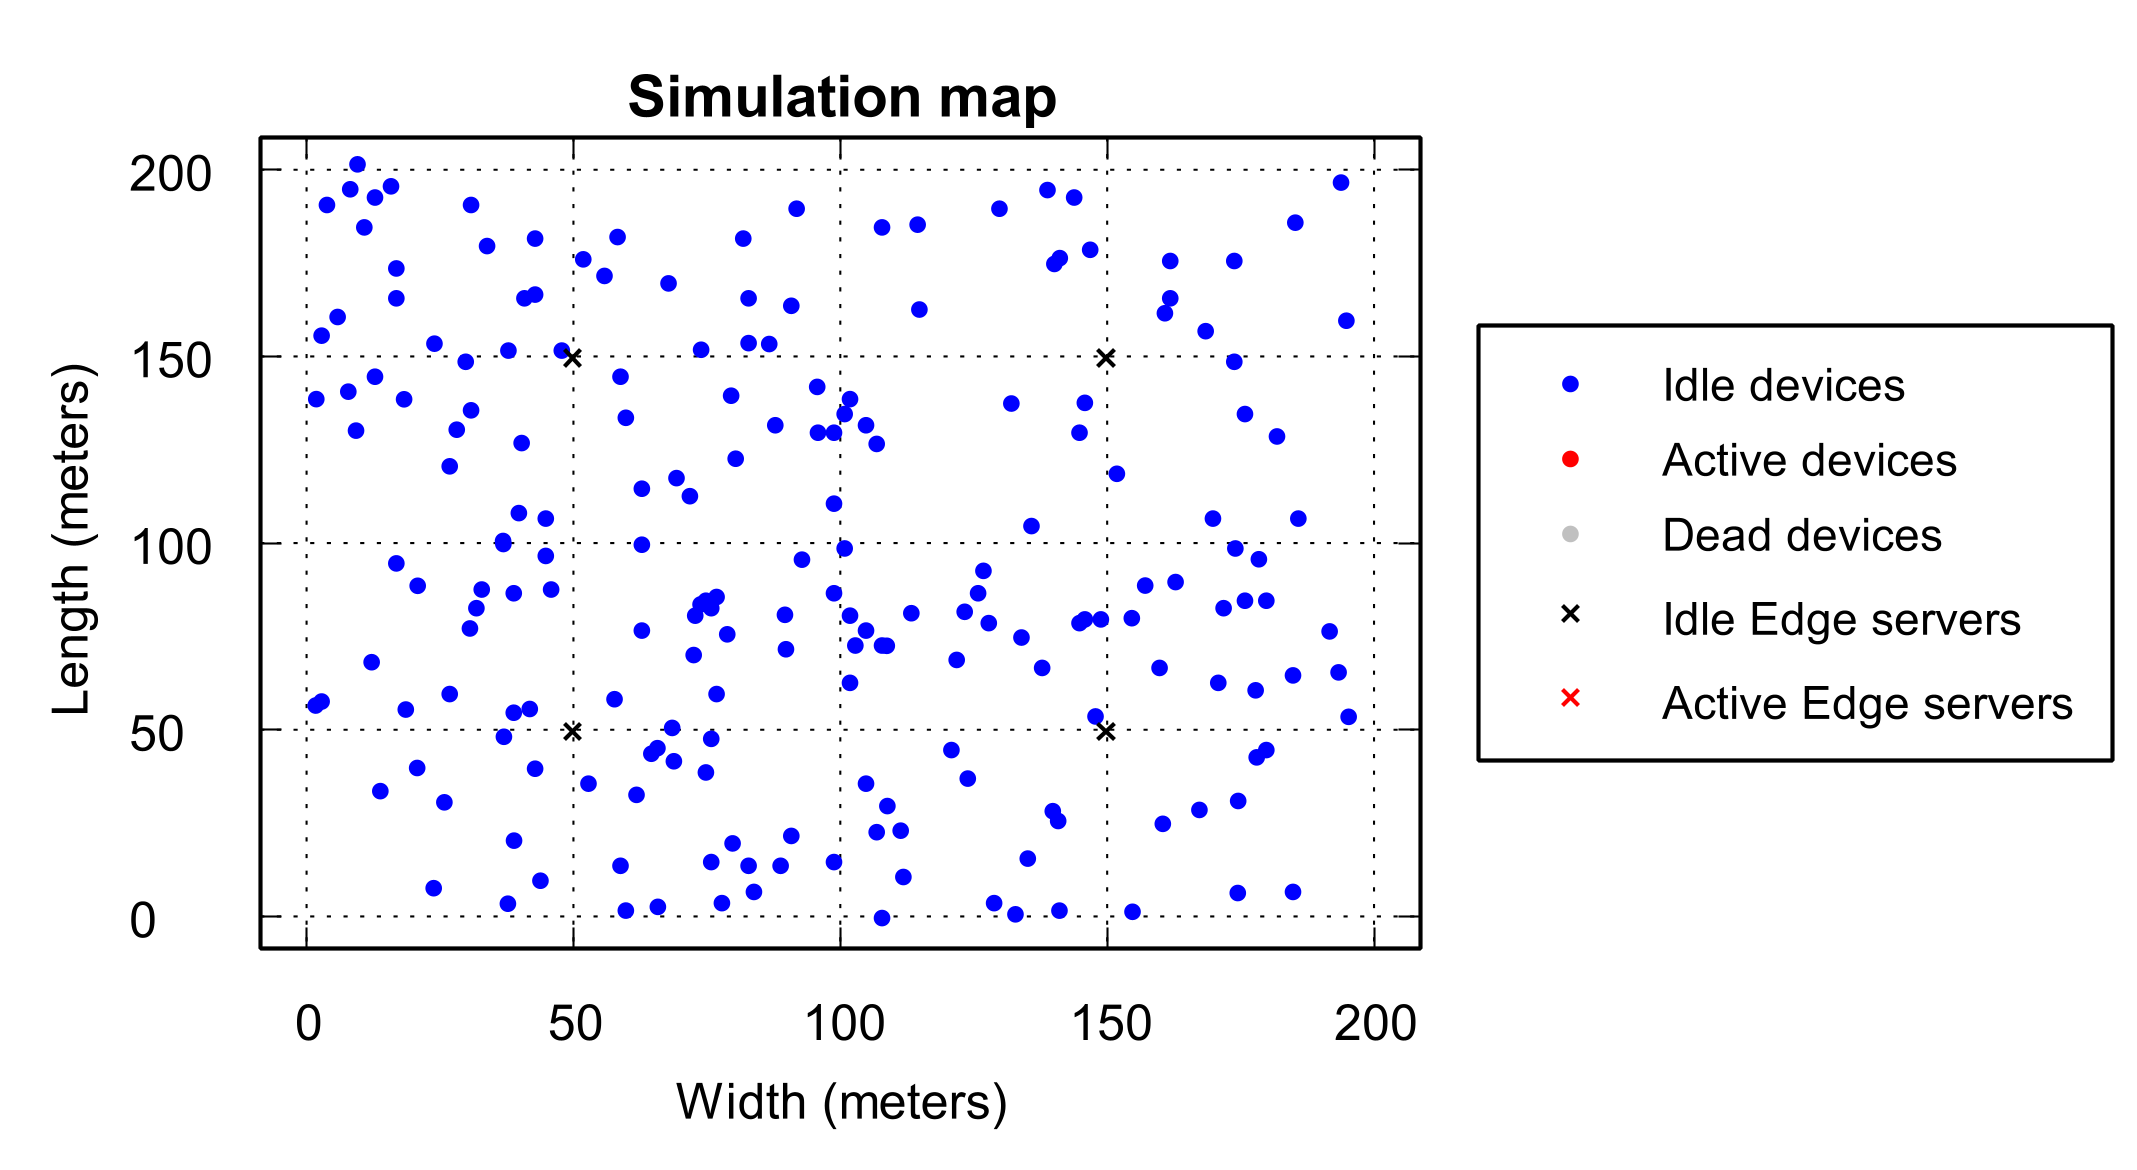 Simulation map
200
150
100
50
0
Length (meters)
0 50 100 150 200
Width (meters)
Idle devices
Active devices
Dead devices
Idle Edge servers
Active Edge servers